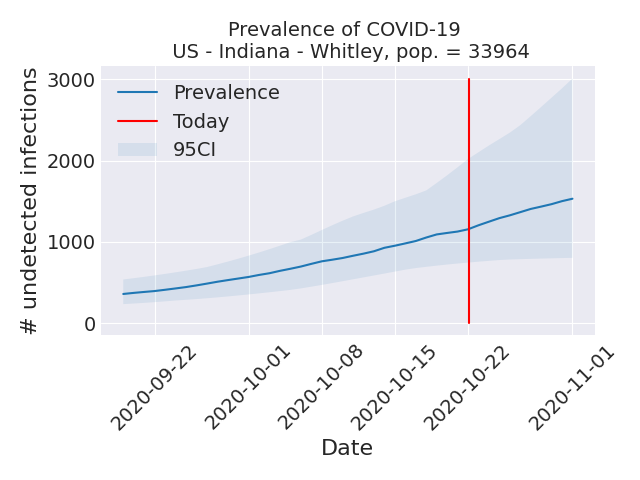 Prevalence of COVID-19
US - Indiana - Whitley, pop. = 33964
# undetected infections
3000
2000
1000
0
Prevalence
Today
95CI
2020-09-22
2020-10-01
2020-10-08
2020-10-15
2020-10-22
2020-11-01
Date